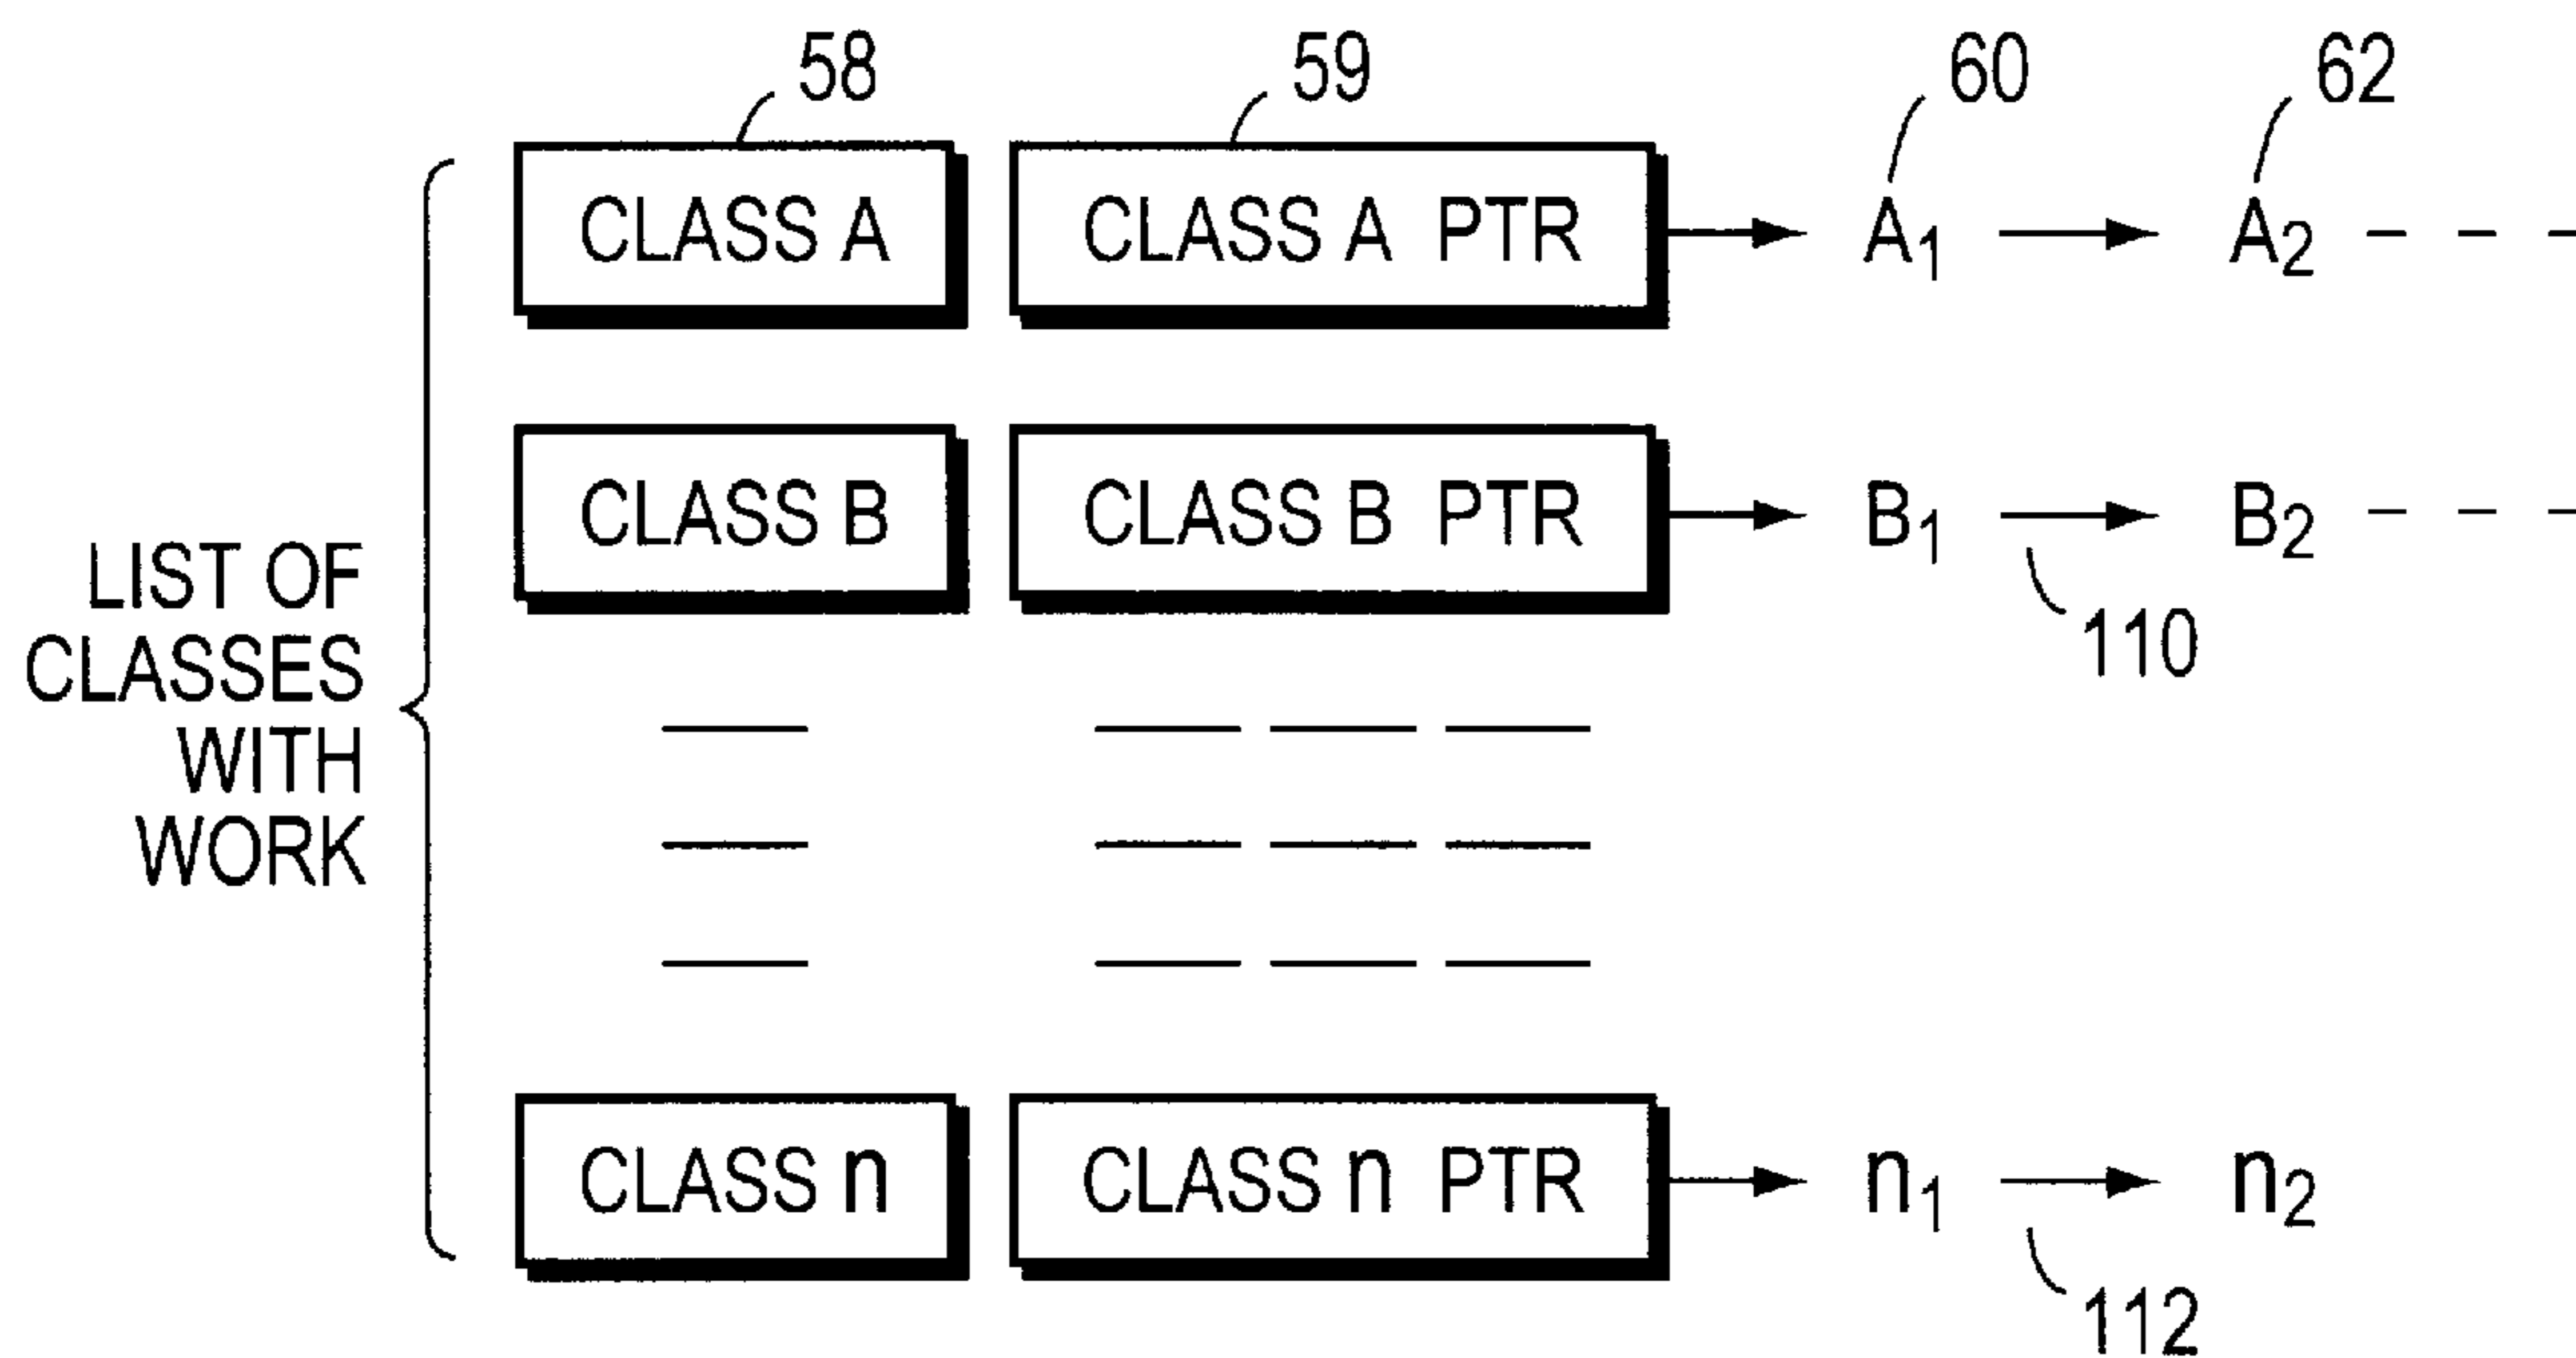 58 59 60 62
CLASS A CLASS A PTR A₁ A₂
CLASS B CLASS B PTR B₁ B₂
110
LIST OF
CLASSES
WITH
WORK
CLASS n CLASS n PTR n₁ n₂
112